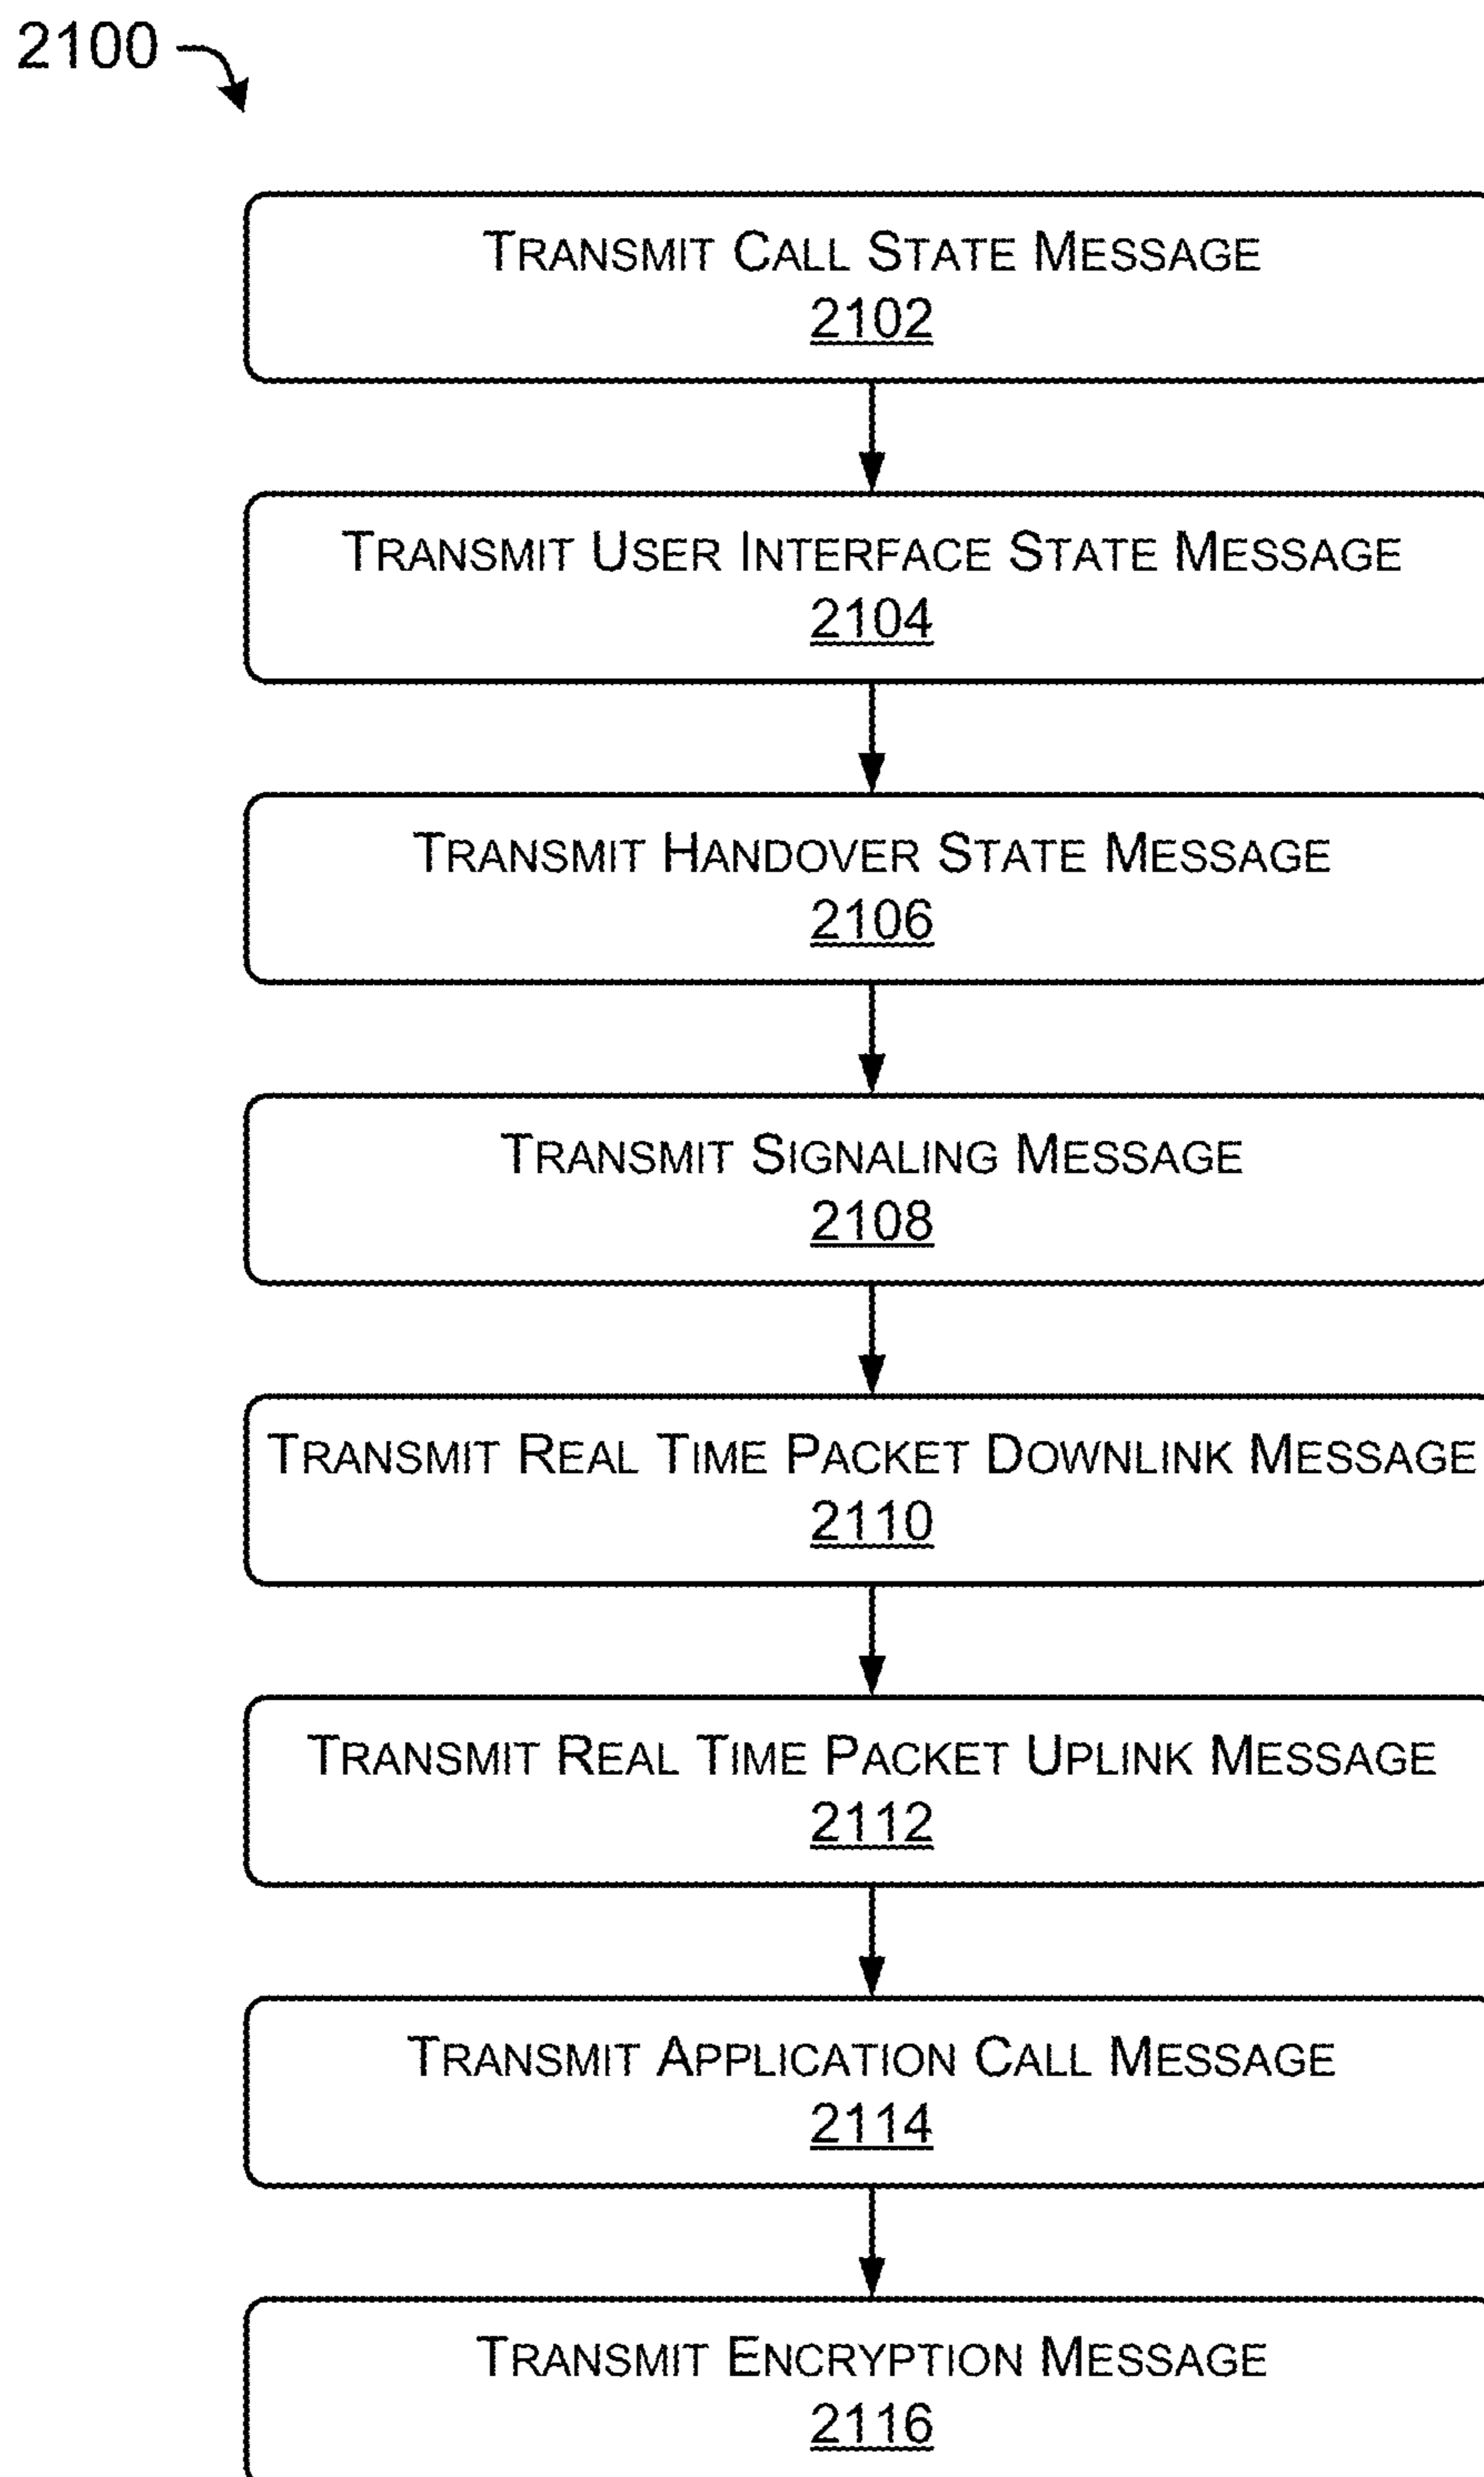 2100
TRANSMIT CALL STATE MESSAGE
2102
TRANSMIT USER INTERFACE STATE MESSAGE
2104
TRANSMIT HANDOVER STATE MESSAGE
2106
TRANSMIT SIGNALING MESSAGE
2108
TRANSMIT REAL TIME PACKET DOWNLINK MESSAGE
2110
TRANSMIT REAL TIME PACKET UPLINK MESSAGE
2112
TRANSMIT APPLICATION CALL MESSAGE
2114
TRANSMIT ENCRYPTION MESSAGE
2116